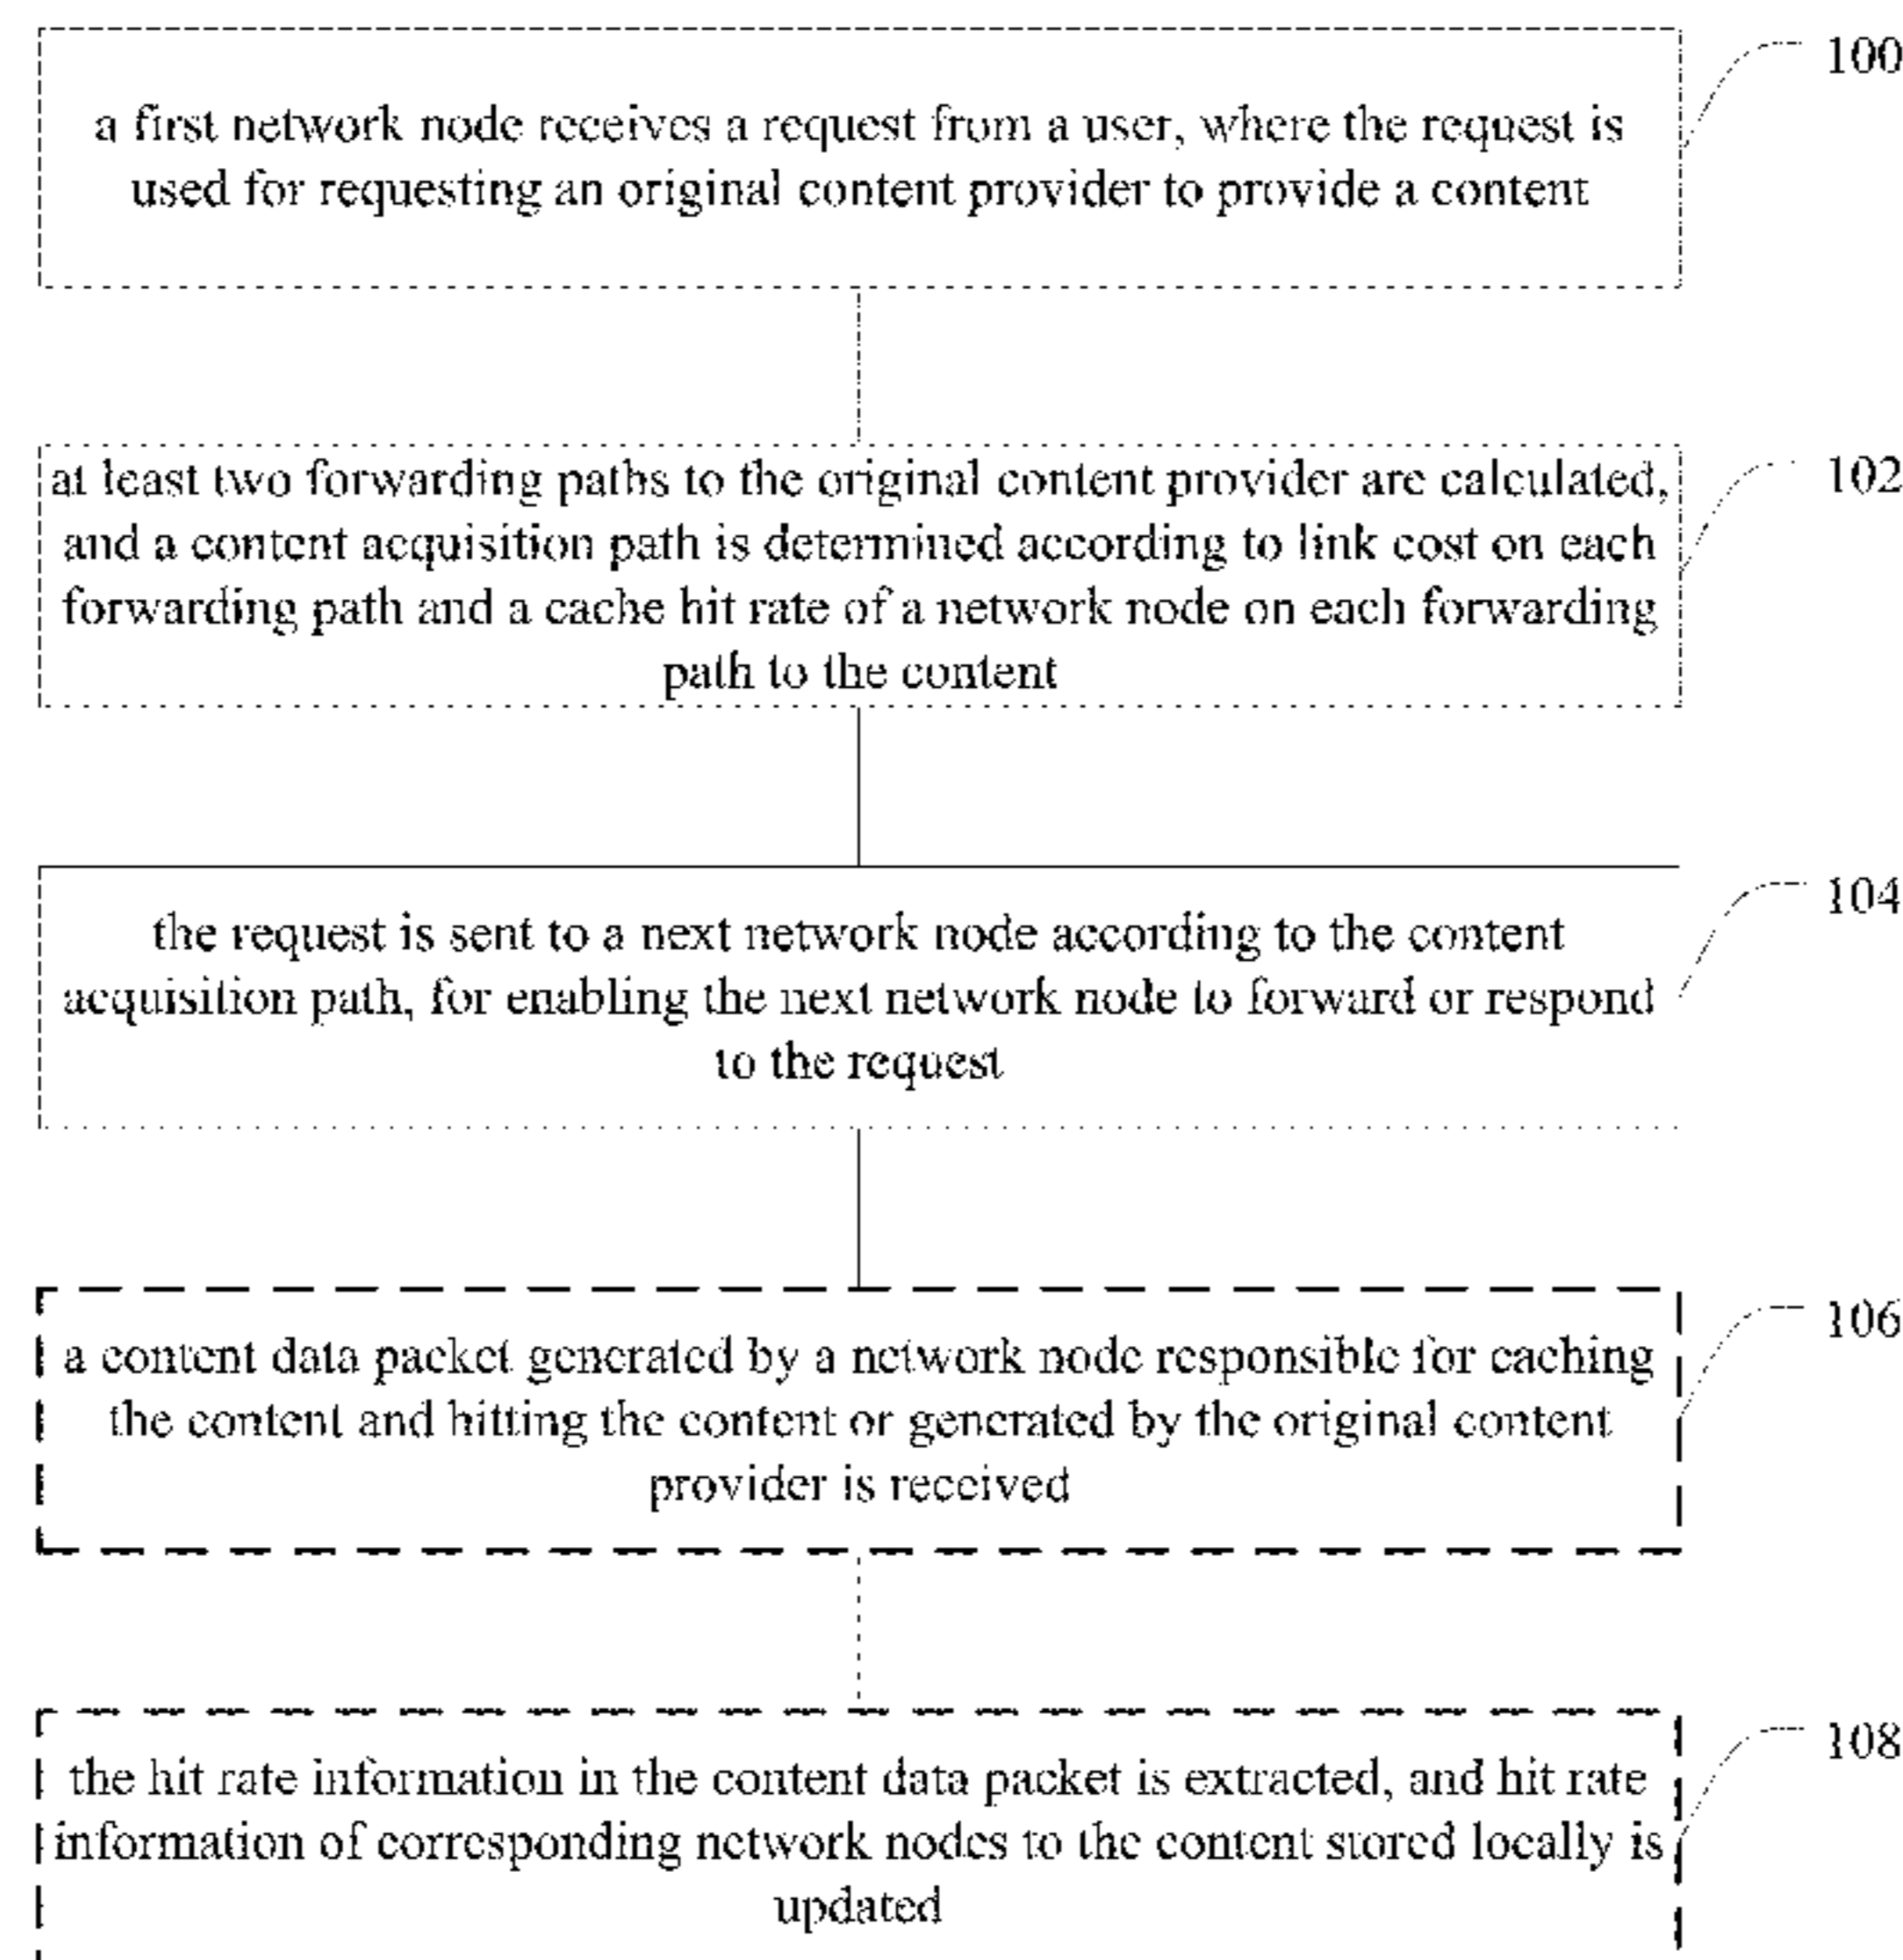 100
a first network node receives a request from a user, where the request is
used for requesting an original content provider to provide a content
102
at least two forwarding paths to the original content provider are calculated,
and a content acquisition path is determined according to link cost on each
forwarding path and a cache hit rate of a network node on each forwarding
path to the content
104
the request is sent to a next network node according to the content
acquisition path, for enabling the next network node to forward or respond
to the request
106
a content data packet generated by a network node responsible for caching
the content and hitting the content or generated by the original content
provider is received
108
the hit rate information in the content data packet is extracted, and hit rate
information of corresponding network nodes to the content stored locally is
updated